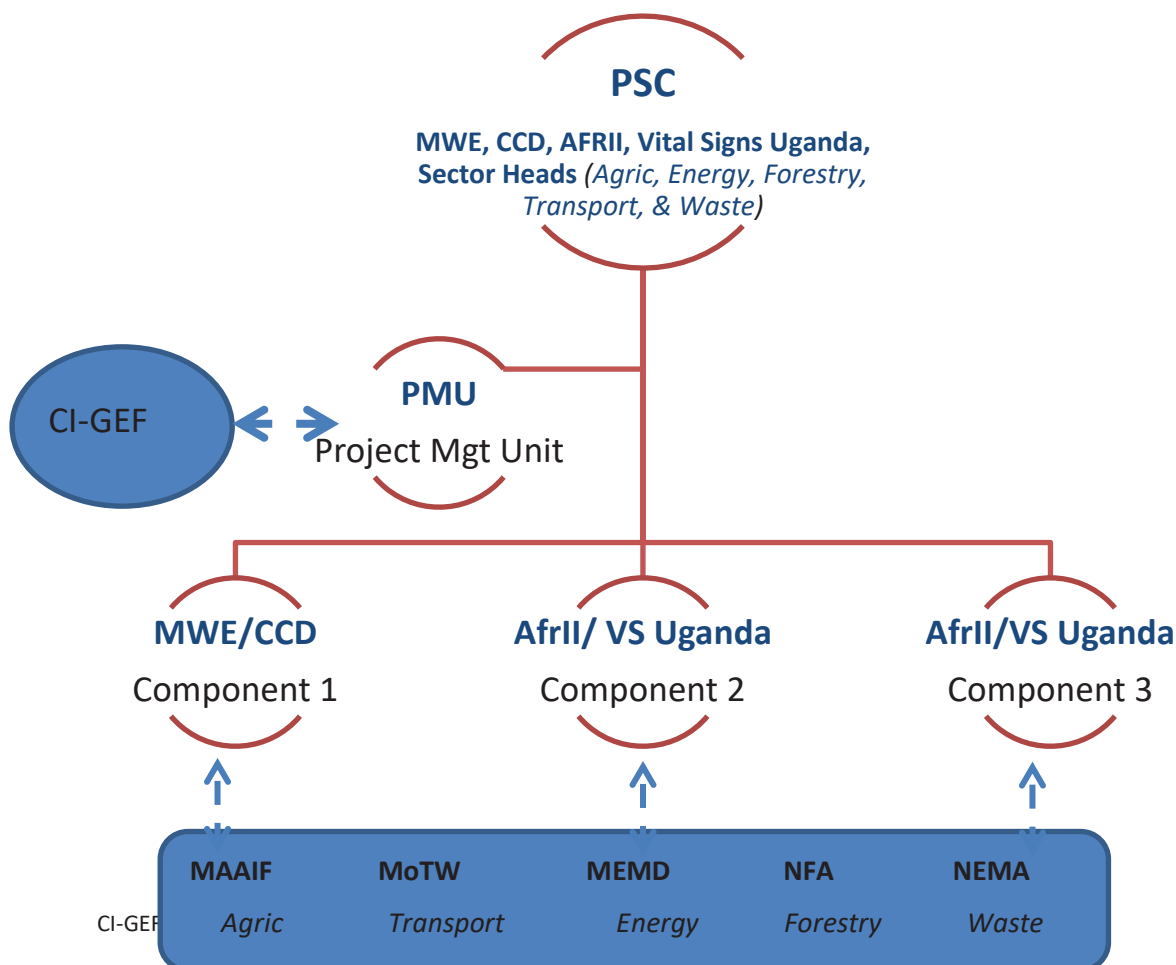 PSC
MWE, CCD, AFRII, Vital Signs Uganda,
Sector Heads (Agric, Energy, Forestry,
Transport, & Waste)
CI-GEF
PMU
Project Mgt Unit
MWE/CCD
Component 1
AfrII/ VS Uganda
Component 2
AfrII/VS Uganda
Component 3
MAAIF MoTW MEMD NFA NEMA
CI-GEF Agric Transport Energy Forestry Waste